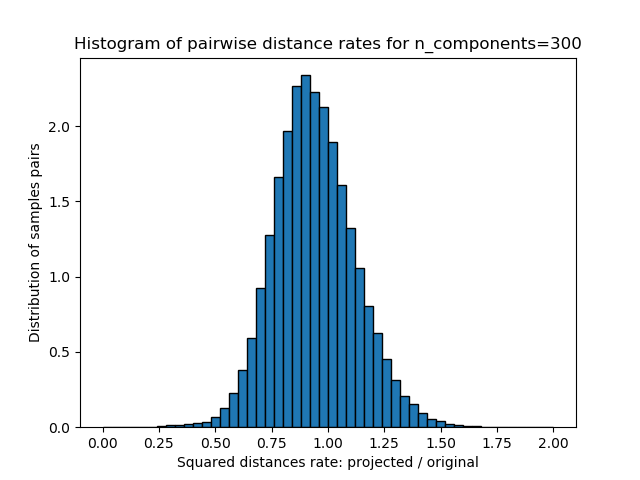 Histogram of pairwise distance rates for n_components=300
Distribution of samples pairs
2.0
1.5
1.0
0.5
0.0
0.00 0.25 0.50 0.75 1.00 1.25 1.50 1.75 2.00
Squared distances rate: projected / original